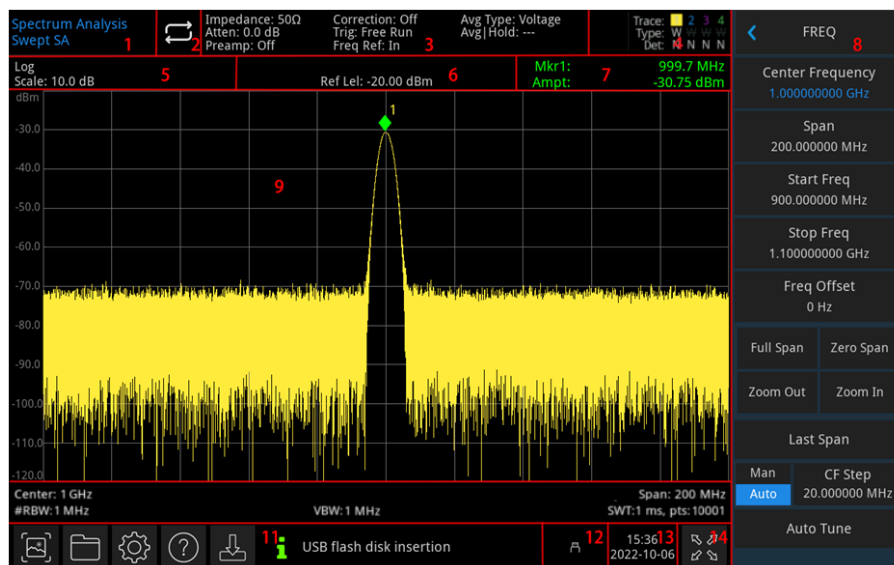 Spectrum Analysis
Swept SA
1
2
Impedance: 50Ω
Atten: 0.0 dB
Preamp: Off
Correction: Off
Trig: Free Run
Freq Ref: In
3
Avg Type: Voltage
Avg|Hold: ---
Trace: 2 3 4
Type: W W W W
Det: N N N N
4
FREQ
8
Log
Scale: 10.0 dB
5
Ref Lel: -20.00 dBm
6
Mkr1: 999.7 MHz
Ampt: -30.75 dBm
7
dBm
1
-30.0
-40.0
9
-50.0
-60.0
-70.0
-80.0
-90.0
-100.0
-110.0
-120.0
Center: 1 GHz
Span: 200 MHz
#RBW:1 MHz
VBW:1 MHz
SWT:1 ms, pts:10001
11
USB flash disk insertion
12
15:36
2022-10-06
13
14
Center Frequency
1.000000000 GHz
Span
200.000000 MHz
Start Freq
900.000000 MHz
Stop Freq
1.100000000 GHz
Freq Offset
0 Hz
Full Span
Zero Span
Zoom Out
Zoom In
Last Span
Man
Auto
CF Step
20.000000 MHz
Auto Tune